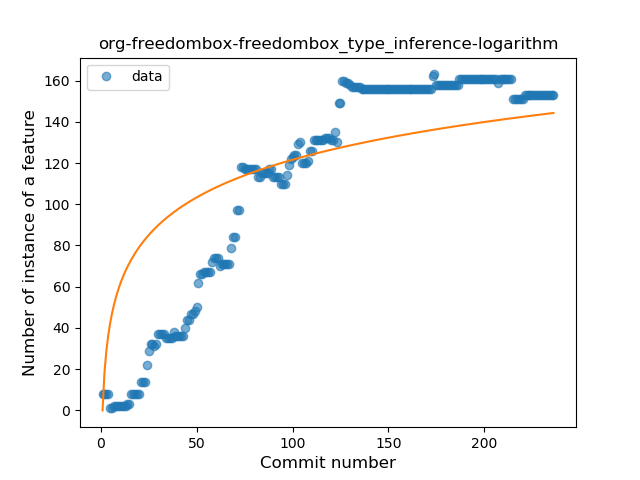 org-freedombox-freedombox_type_inference-logarithm
data
Number of instance of a feature
160
140
120
100
80
60
40
20
0
0 50 100 150 200
Commit number